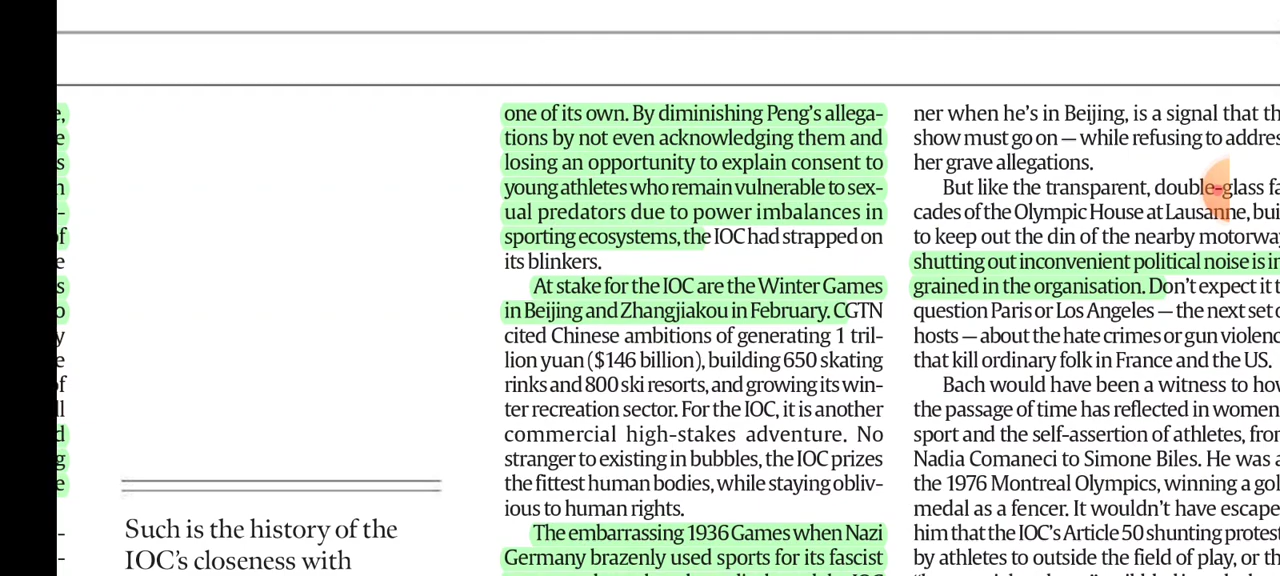 one of its own. By diminishing Peng's allega-
tions by not even acknowledging them and
losing an opportunity to explain consent to
young athletes who remain vulnerable to sex-
ual predators due to power imbalances in
sporting ecosystems, the IOC had strapped on
its blinkers.
At stake for the IOC are the Winter Games
in Beijing and Zhangjiakou in February. CGTN
cited Chinese ambitions of generating 1 tril-
lion yuan ($146 billion), building 650 skating
rinks and 800 ski resorts, and growing its win-
ter recreation sector. For the IOC, it is another
commercial high-stakes adventure. No
stranger to existing in bubbles, the IOC prizes
the fittest human bodies, while staying obliv-
ious to human rights.
The embarrassing 1936 Games when Nazi
Germany brazenly used sports for its fascist
Such is the history of the
IOC's closeness with
ner when he's in Beijing, is a signal that
show must go on — while refusing to
her grave allegations.
But like the transparent, double-glass
cades of the Olympic House at Lausanne,
to keep out the din of the nearby
shutting out inconvenient political noise is
grained in the organisation. Don't expect it
question Paris or Los Angeles — the next set
hosts — about the hate crimes or gun
that kill ordinary folk in France and the US.
Bach would have been a witness to
the passage of time has reflected in
sport and the self-assertion of athletes,
Nadia Comaneci to Simone Biles. He was a
the 1976 Montreal Olympics, winning a
medal as a fencer. It wouldn't have
him that the IOC's Article 50 shunting
by athletes to outside the field of play, or